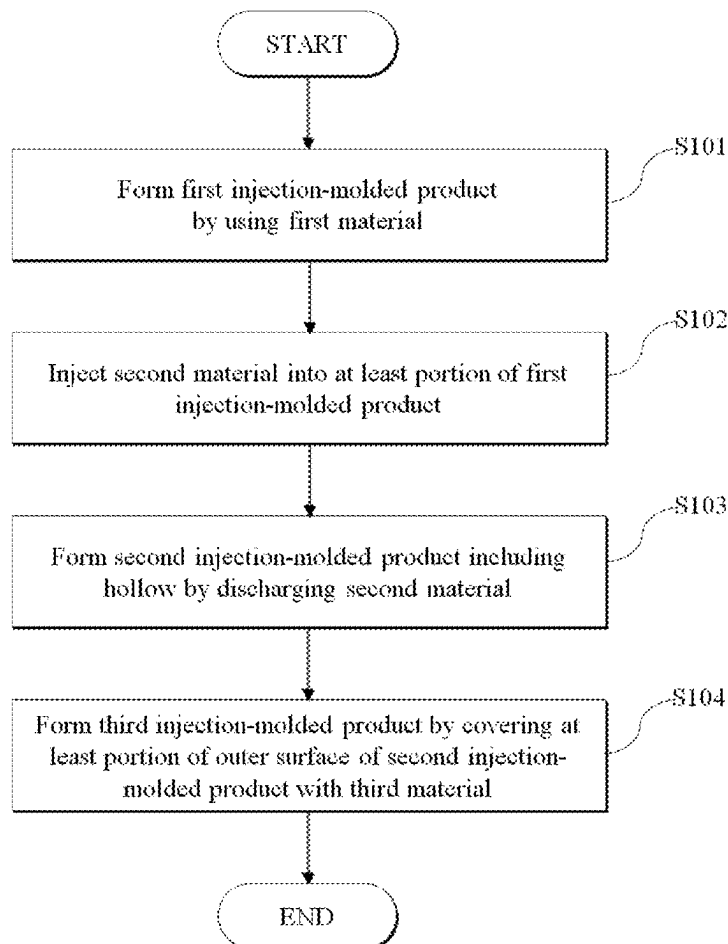 START
S101
Form first injection-molded product
by using first material
S102
Inject second material into at least portion of first
injection-molded product
S103
Form second injection-molded product including
hollow by discharging second material
S104
Form third injection-molded product by covering at
least portion of outer surface of second injection-
molded product with third material
END